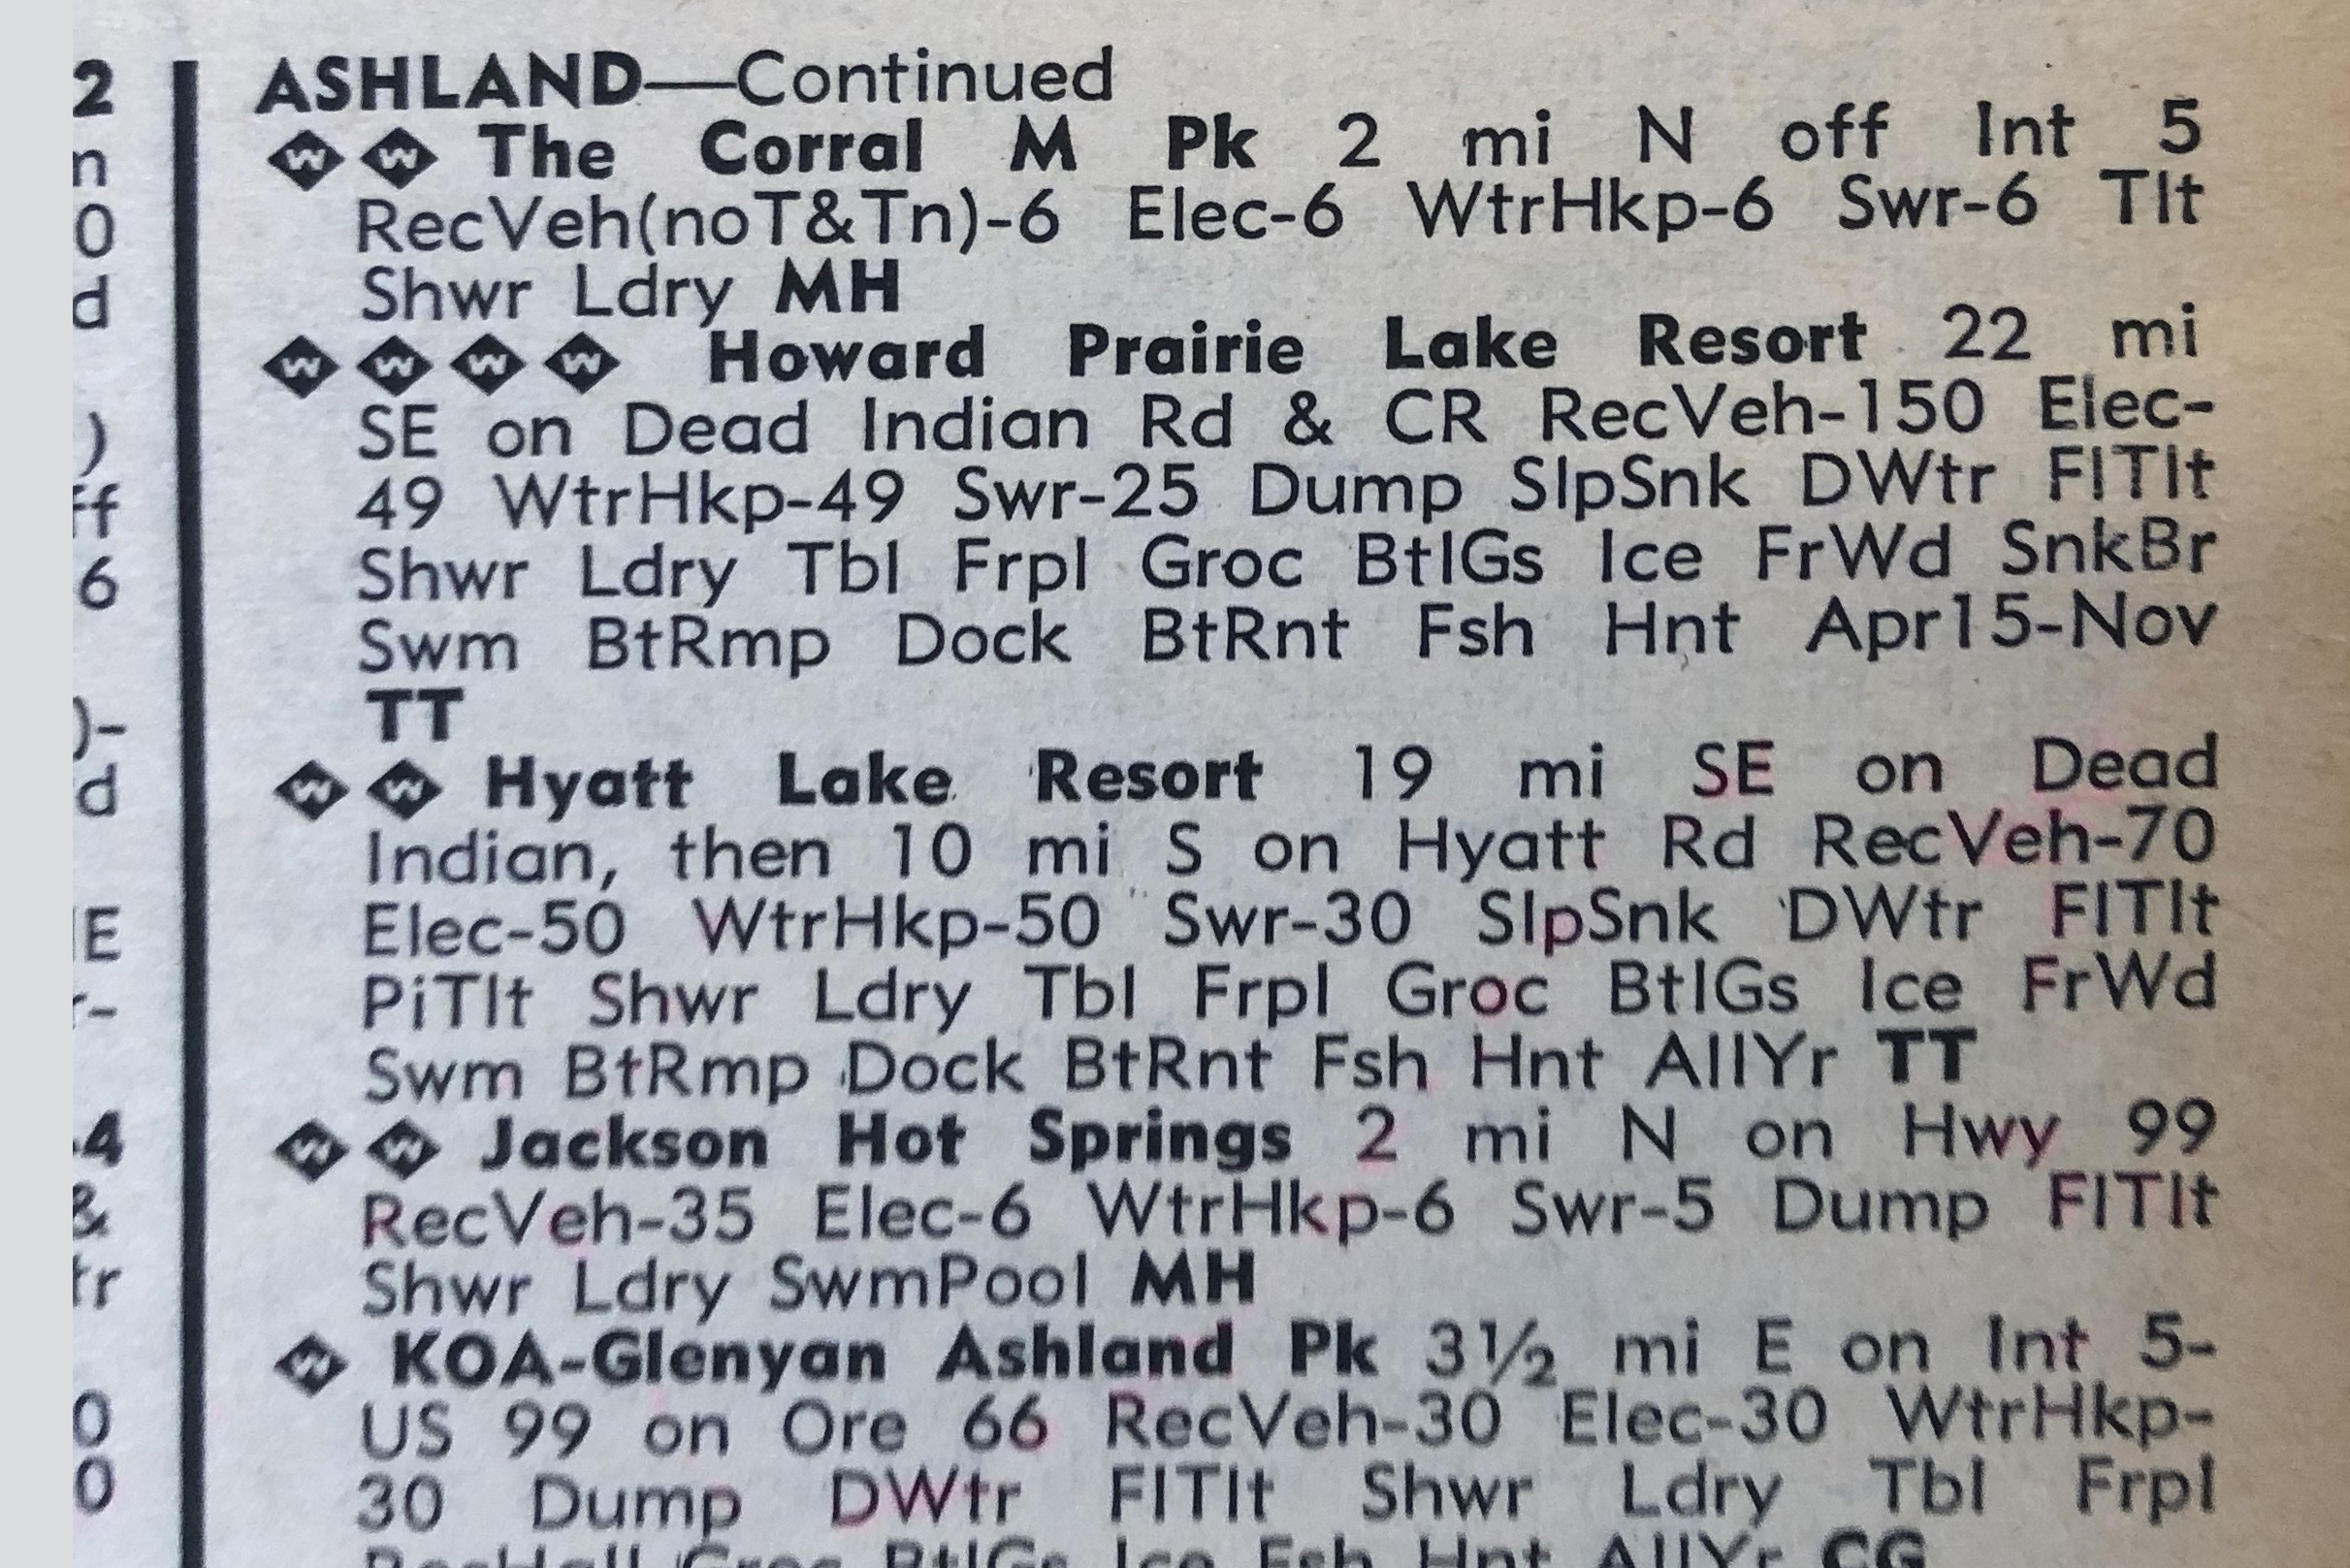 ASHLAND—Continued
The Corral M Pk 2 mi N off Int 5
RecVeh(noT&Tn)-6 Elec-6 WtrHkp-6 Swr-6 Tlt
Shwr Ldry MH
Howard Prairie Lake Resort 22 mi
SE on Dead Indian Rd & CR RecVeh-150 Elec-
49 WtrHkp-49 Swr-25 Dump SlpSnk DWtr FlTlt
Shwr Ldry Tbl Frpl Groc BtlGs Ice FrWd SnkBr
Swm BtRmp Dock BtRnt Fsh Hnt Apr15-Nov
TT
Hyatt Lake Resort 19 mi SE on Dead
Indian, then 10 mi S on Hyatt Rd RecVeh-70
Elec-50 WtrHkp-50 Swr-30 SlpSnk DWtr FlTlt
PiTlt Shwr Ldry Tbl Frpl Groc BtlGs Ice FrWd
Swm BtRmp Dock BtRnt Fsh Hnt AllYr TT
Jackson Hot Springs 2 mi N on Hwy 99
RecVeh-35 Elec-6 WtrHkp-6 Swr-5 Dump FlTlt
Shwr Ldry SwmPool MH
KOA-Glenyan Ashland Pk 3½ mi E on Int 5-
US 99 on Ore 66 RecVeh-30 Elec-30 WtrHkp-
30 Dump DWtr FlTlt Shwr Ldry Tbl Frpl
RecHall Groc BtlGs Ice Fsh Hnt AllYr CG